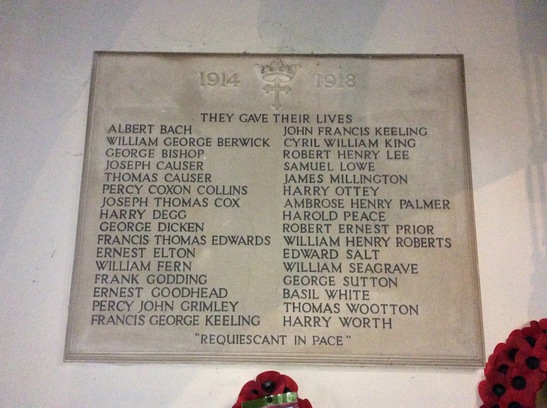 1914 1918
THEY GAVE THEIR LIVES
ALBERT BACH
WILLIAM GEORGE BERWICK
GEORGE BISHOP
JOSEPH CAUSER
THOMAS CAUSER
PERCY COXON COLLINS
JOSEPH THOMAS COX
HARRY DEGG
GEORGE DICKEN
FRANCIS THOMAS EDWARDS
ERNEST ELTON
WILLIAM FERN
FRANK GODDING
ERNEST GOODHEAD
PERCY JOHN GRIMLEY
FRANCIS GEORGE KEELING
JOHN FRANCIS KEELING
CYRIL WILLIAM KING
ROBERT HENRY LEE
SAMUEL LOWE
JAMES MILLINGTON
HARRY OTTEY
AMBROSE HENRY PALMER
HAROLD PEACE
ROBERT ERNEST PRIOR
WILLIAM HENRY ROBERTS
EDWARD SALT
WILLIAM SEAGRAVE
GEORGE SUTTON
BASIL WHITE
THOMAS WOOTTON
HARRY WORTH
"REQUIESCANT IN PACE"